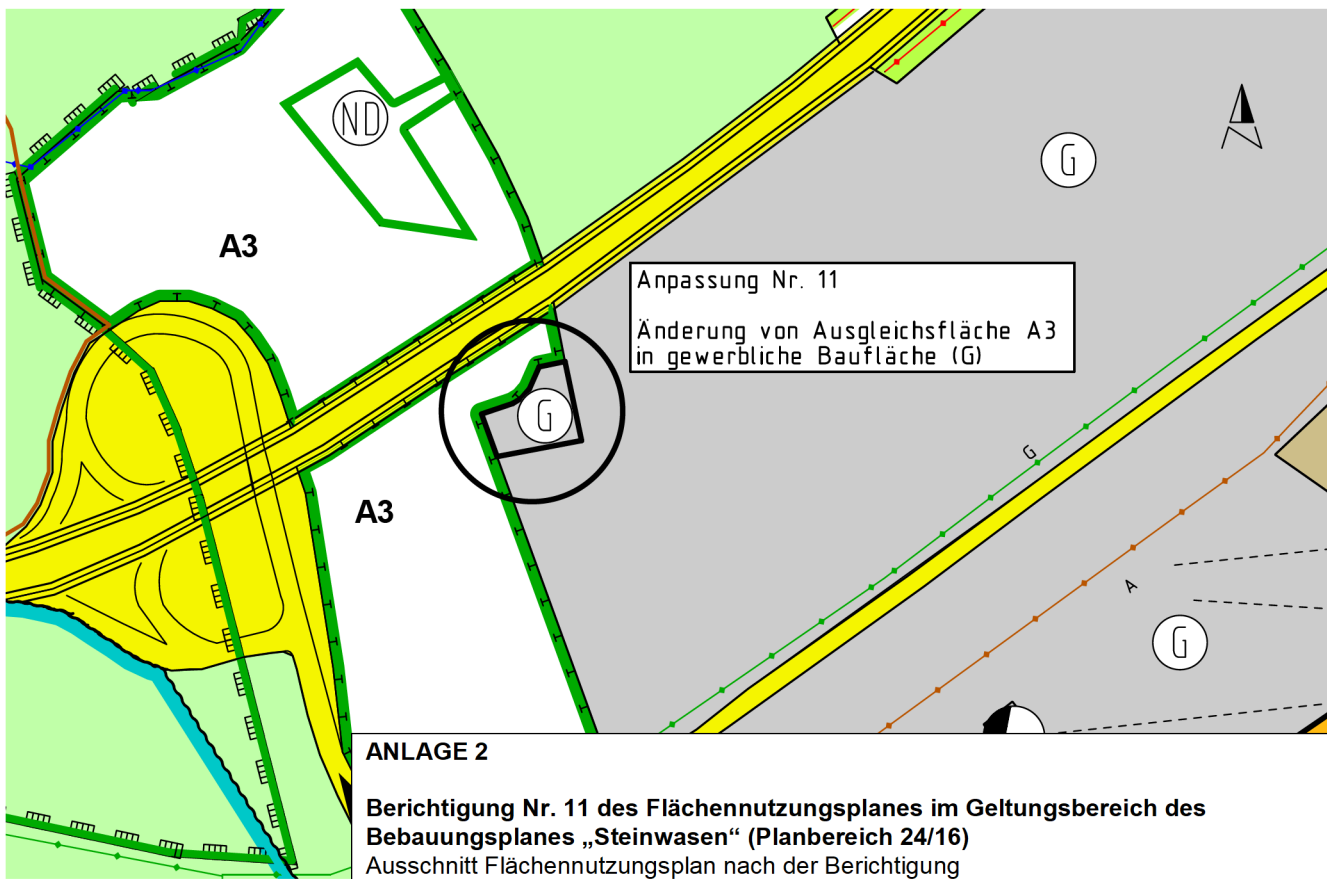 ND
G
A3
Anpassung Nr. 11
Änderung von Ausgleichsfläche A3
in gewerbliche Baufläche (G)
G
G
A3
A
G
ANLAGE 2
Berichtigung Nr. 11 des Flächennutzungsplanes im Geltungsbereich des
Bebauungsplanes „Steinwasen“ (Planbereich 24/16)
Ausschnitt Flächennutzungsplan nach der Berichtigung